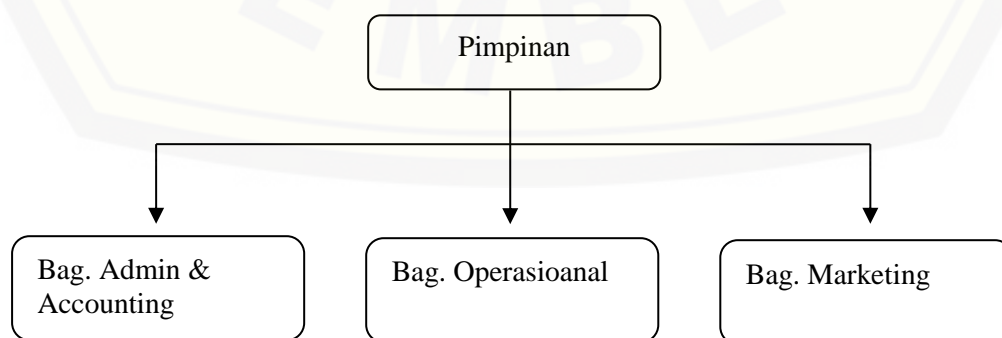 Pimpinan
Bag. Admin &
Accounting
Bag. Operasioanal
Bag. Marketing